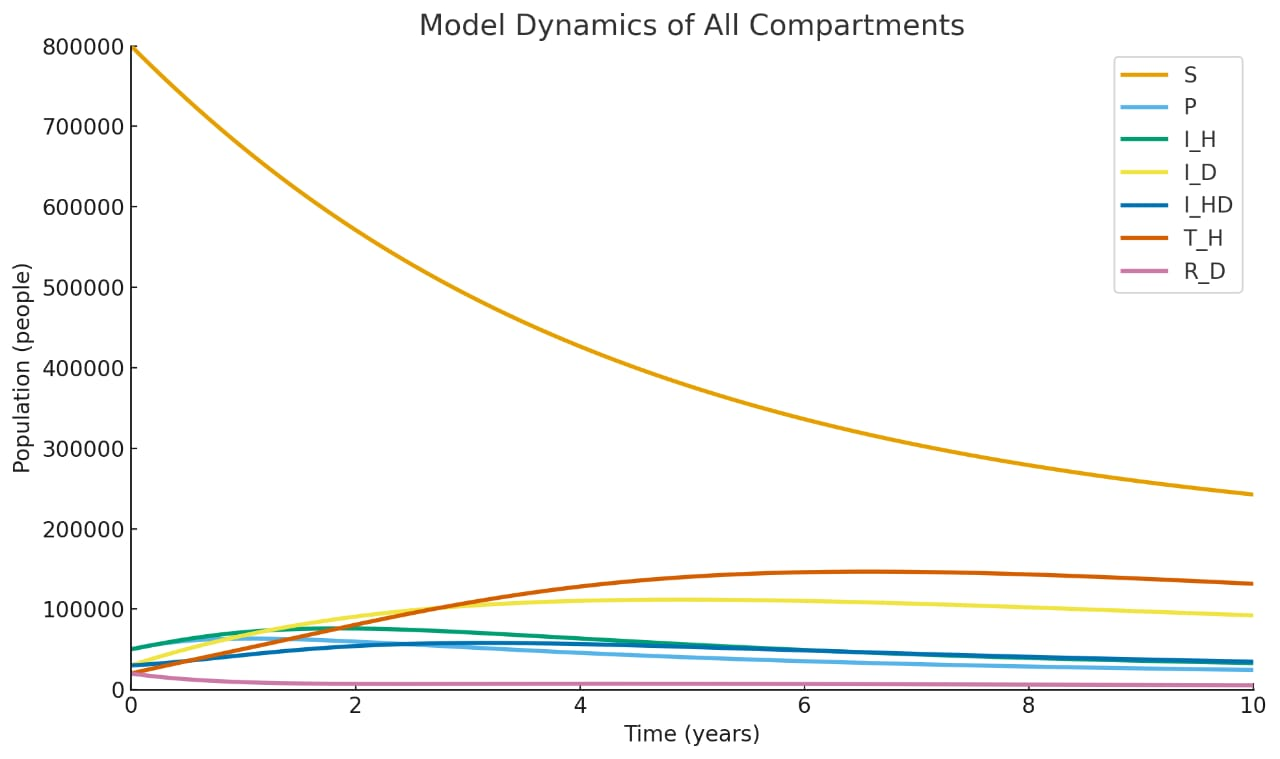 Model Dynamics of All Compartments
800000
700000
600000
500000
400000
300000
200000
100000
0
Population (people)
S
P
I_H
I_D
I_HD
T_H
R_D
0 2 4 6 8 10
Time (years)